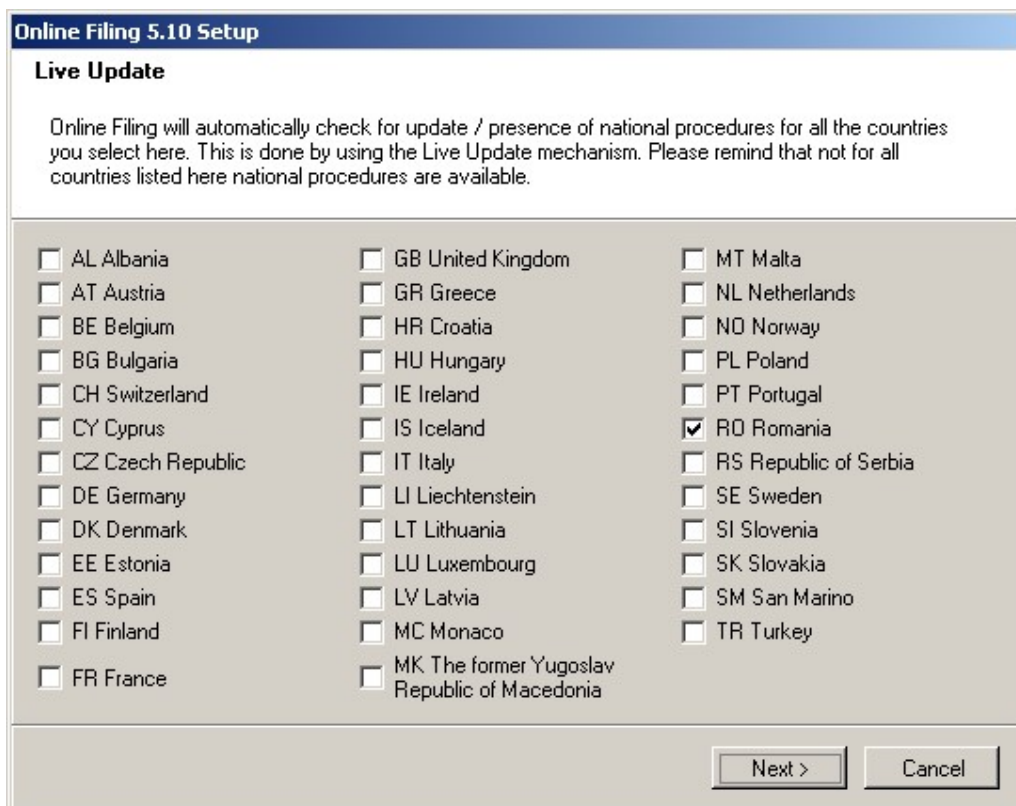 Online Filing 5.10 Setup
Live Update
Online Filing will automatically check for update / presence of national procedures for all the countries
you select here. This is done by using the Live Update mechanism. Please remind that not for all
countries listed here national procedures are available.
AL Albania
AT Austria
BE Belgium
BG Bulgaria
CH Switzerland
CY Cyprus
CZ Czech Republic
DE Germany
DK Denmark
EE Estonia
ES Spain
FI Finland
FR France
GB United Kingdom
GR Greece
HR Croatia
HU Hungary
IE Ireland
IS Iceland
IT Italy
LI Liechtenstein
LT Lithuania
LU Luxembourg
LV Latvia
MC Monaco
MK The former Yugoslav
Republic of Macedonia
MT Malta
NL Netherlands
NO Norway
PL Poland
PT Portugal
RO Romania
RS Republic of Serbia
SE Sweden
SI Slovenia
SK Slovakia
SM San Marino
TR Turkey
Next >
Cancel